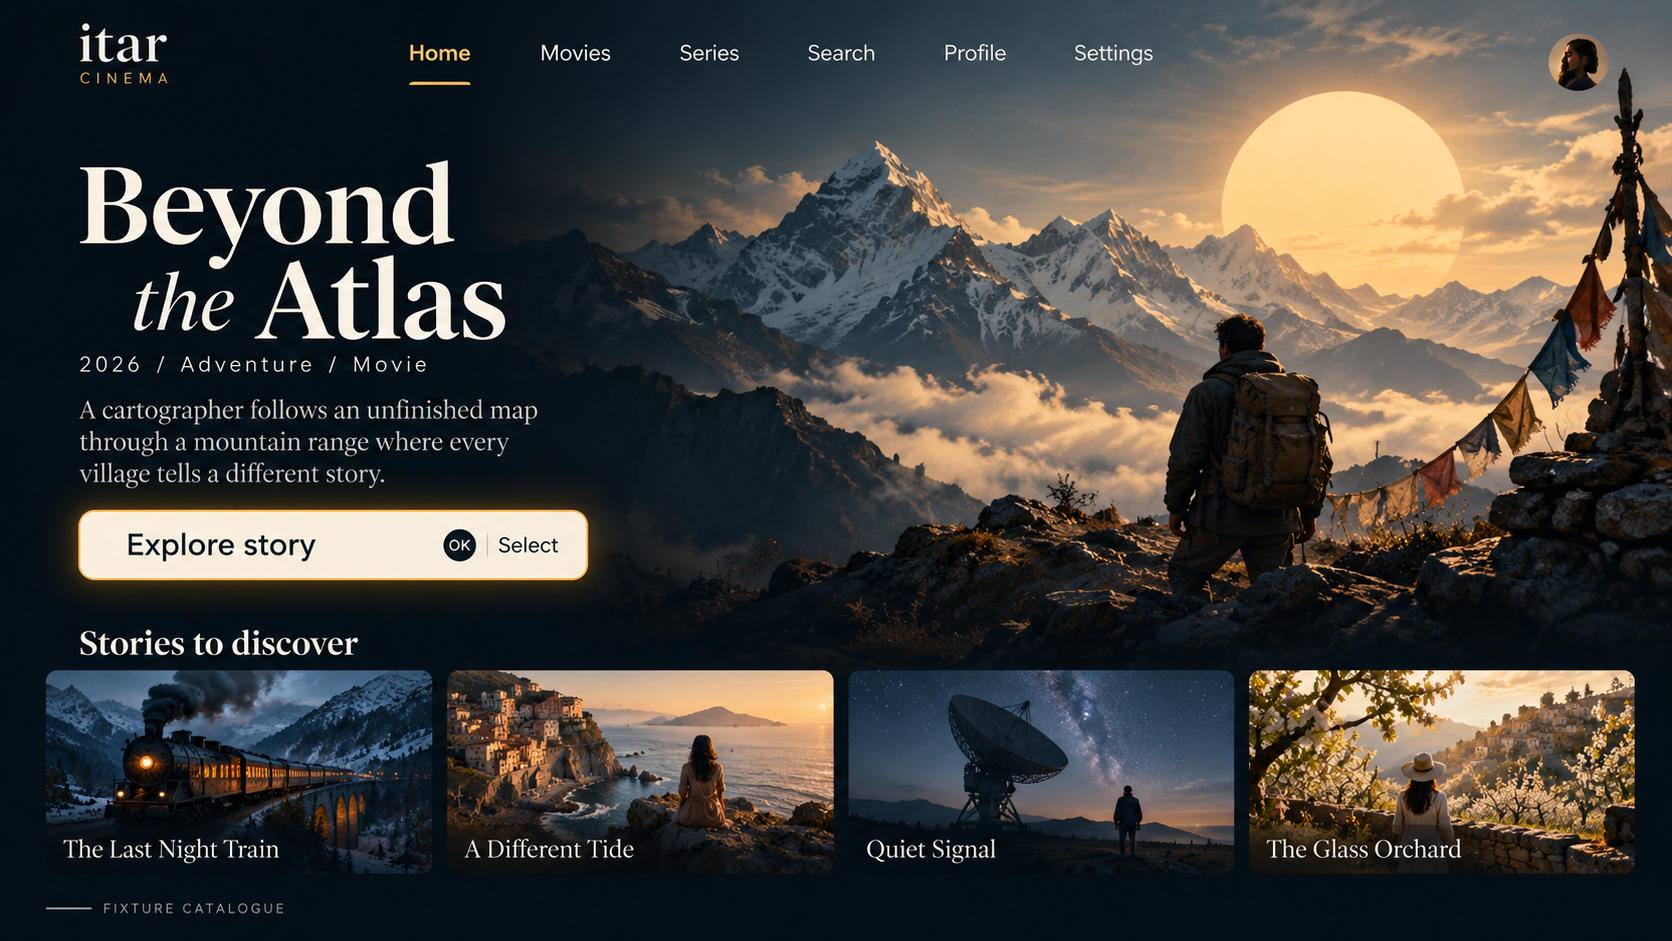 itar
CINEMA
Home
Movies
Series
Search
Profile
Settings
Beyond
the Atlas
2026 / Adventure / Movie
A cartographer follows an unfinished map
through a mountain range where every
village tells a different story.
Explore story
OK
Select
Stories to discover
The Last Night Train
A Different Tide
Quiet Signal
The Glass Orchard
FIXTURE CATALOGUE